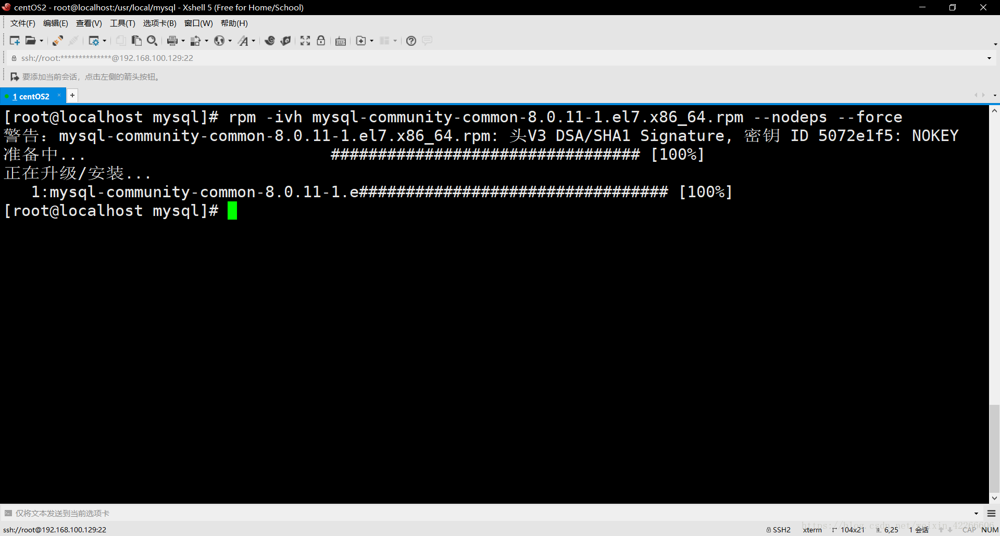 centOS2 - root@localhost:/usr/local/mysql - Xshell 5 (Free for Home/School)
文件(F) 编辑(E) 查看(V) 工具(T) 选项卡(B) 窗口(W) 帮助(H)
ssh://root:**************@192.168.100.129:22
要添加当前会话，点击左侧的箭头按钮。
1 centOS2
[root@localhost mysql]# rpm -ivh mysql-community-common-8.0.11-1.el7.x86_64.rpm --nodeps --force
警告：mysql-community-common-8.0.11-1.el7.x86_64.rpm: 头V3 DSA/SHA1 Signature, 密钥 ID 5072e1f5: NOKEY
准备中... ################################# [100%]
正在升级/安装...
1:mysql-community-common-8.0.11-1.e################################# [100%]
[root@localhost mysql]#
仅将文本发送到当前选项卡
https://blog.csdn.net/weixin_42266606
ssh://root@192.168.100.129:22 SSH2 xterm 104x21 6,25 1 会话 CAP NUM